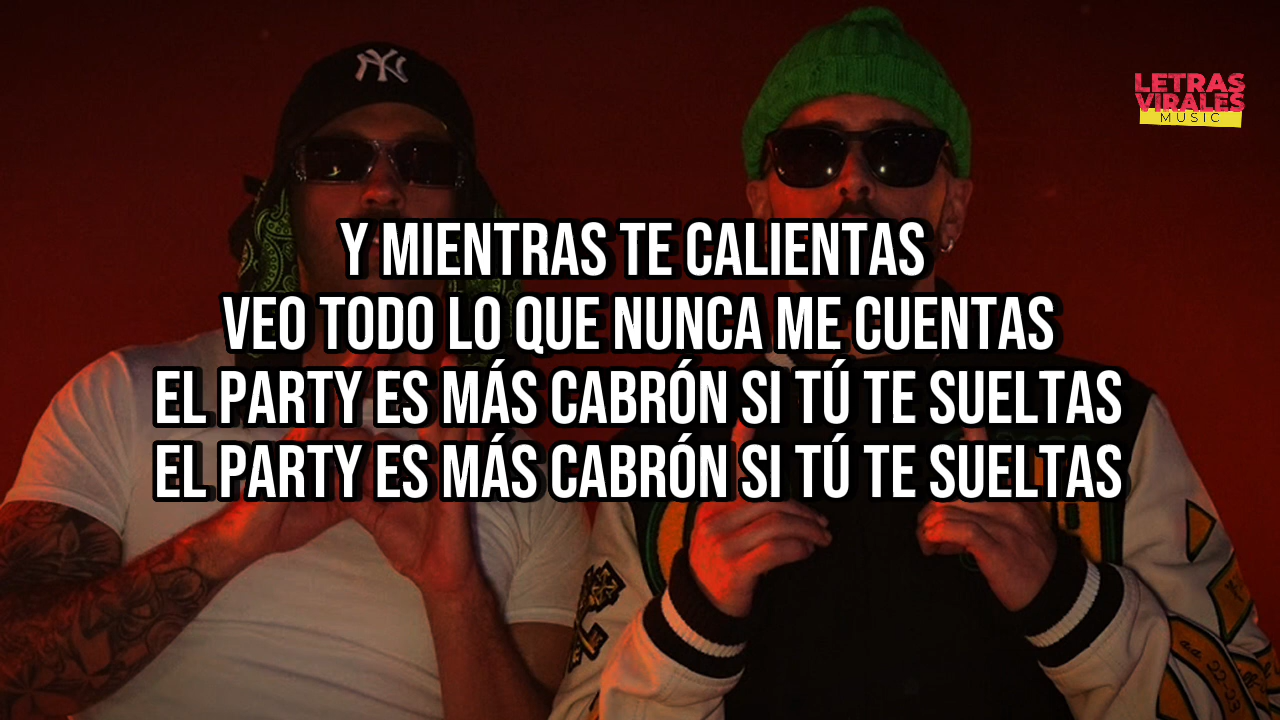 NY
LETRAS
VIRALES
MUSIC
Y MIENTRAS TE CALIENTAS
VEO TODO LO QUE NUNCA ME CUENTAS
EL PARTY ES MÁS CABRÓN SI TÚ TE SUELTAS
EL PARTY ES MÁS CABRÓN SI TÚ TE SUELTAS